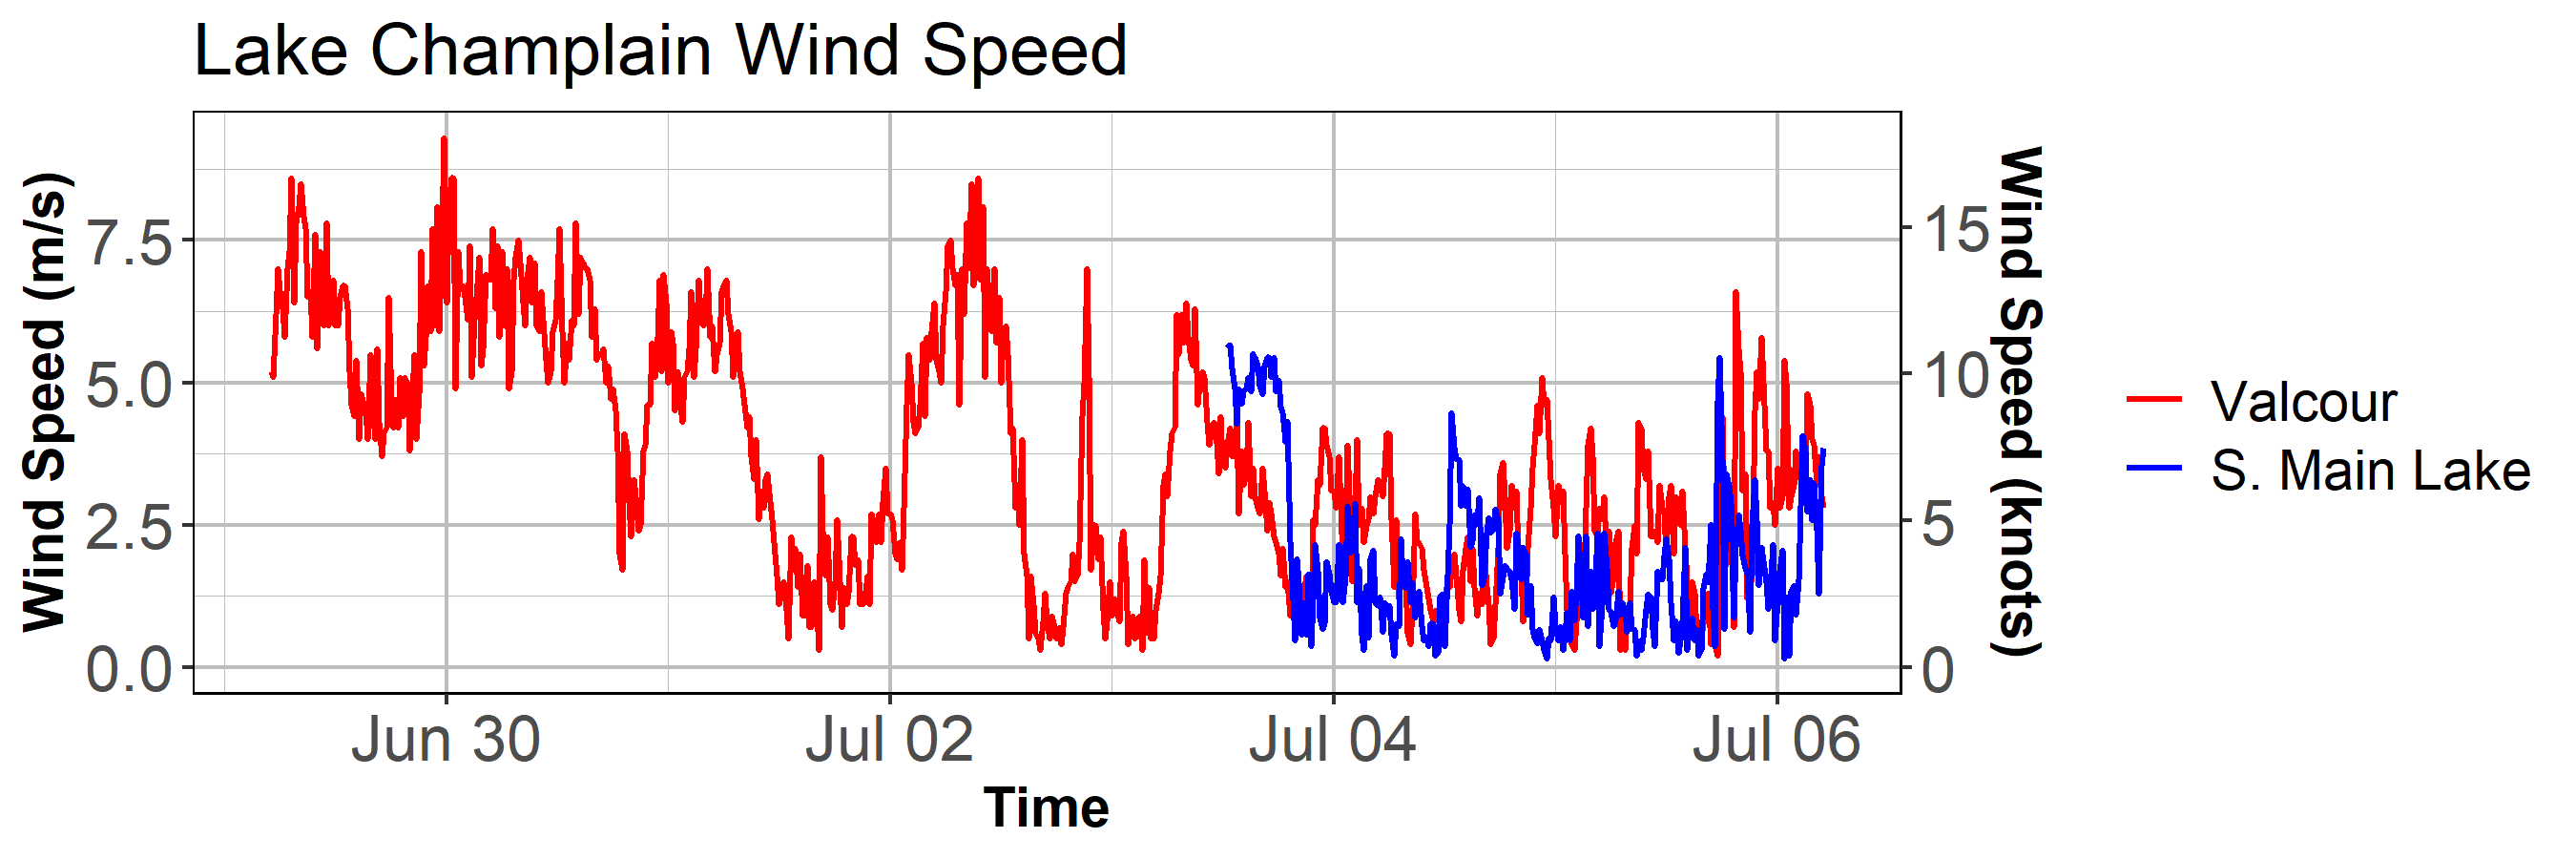 Lake Champlain Wind Speed
Wind Speed (m/s)
7.5
5.0
2.5
0.0
15
10
5
0
Wind Speed (knots)
Jun 30
Jul 02
Jul 04
Jul 06
Time
Valcour
S. Main Lake